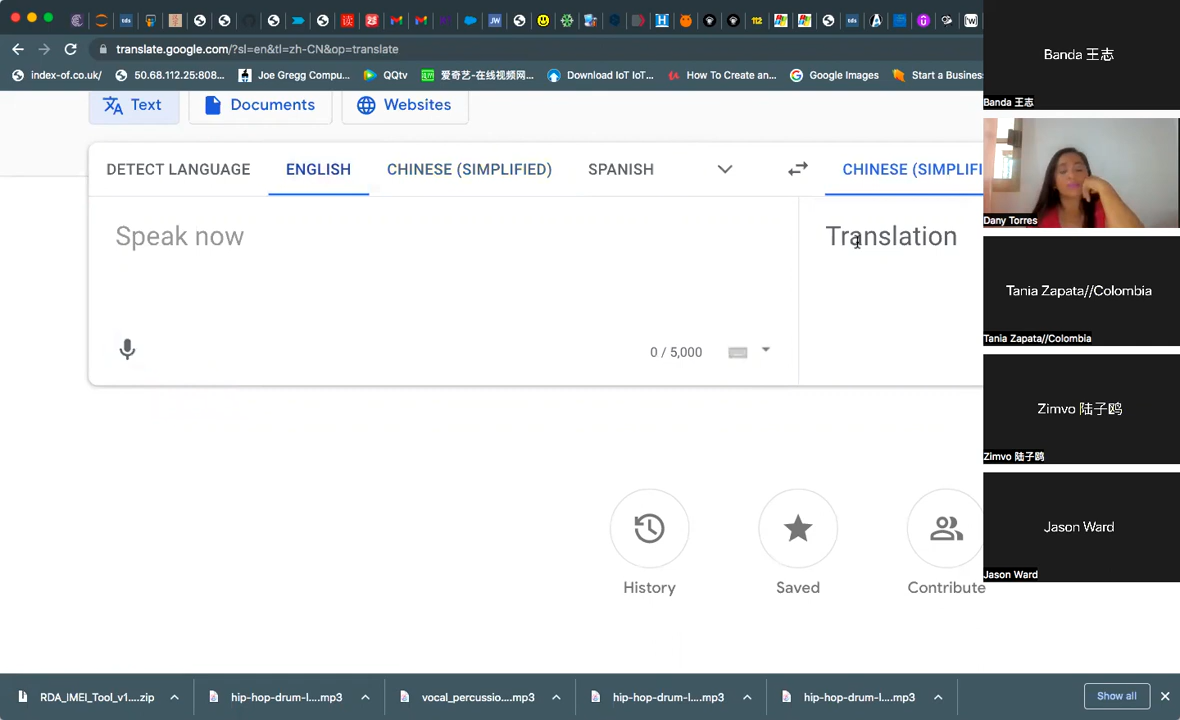 translate.google.com/?sl=en&tl=zh-CN&op=translate
index-of.co.uk/
50.68.112.25:808...
Joe Gregg Compu...
QQtv
爱奇艺-在线视频网...
Download IoT IoT...
How To Create an...
Google Images
Start a Business
Text
Documents
Websites
DETECT LANGUAGE
ENGLISH
CHINESE (SIMPLIFIED)
SPANISH
CHINESE (SIMPLIFI
Speak now
Translation
0 / 5,000
History
Saved
Contribute
RDA_IMEI_Tool_v1....zip
hip-hop-drum-l....mp3
vocal_percussio....mp3
hip-hop-drum-l....mp3
hip-hop-drum-l....mp3
Show all
Banda 王志
Banda 王志
Dany Torres
Tania Zapata//Colombia
Tania Zapata//Colombia
Zimvo 陆子鸥
Zimvo 陆子鸥
Jason Ward
Jason Ward